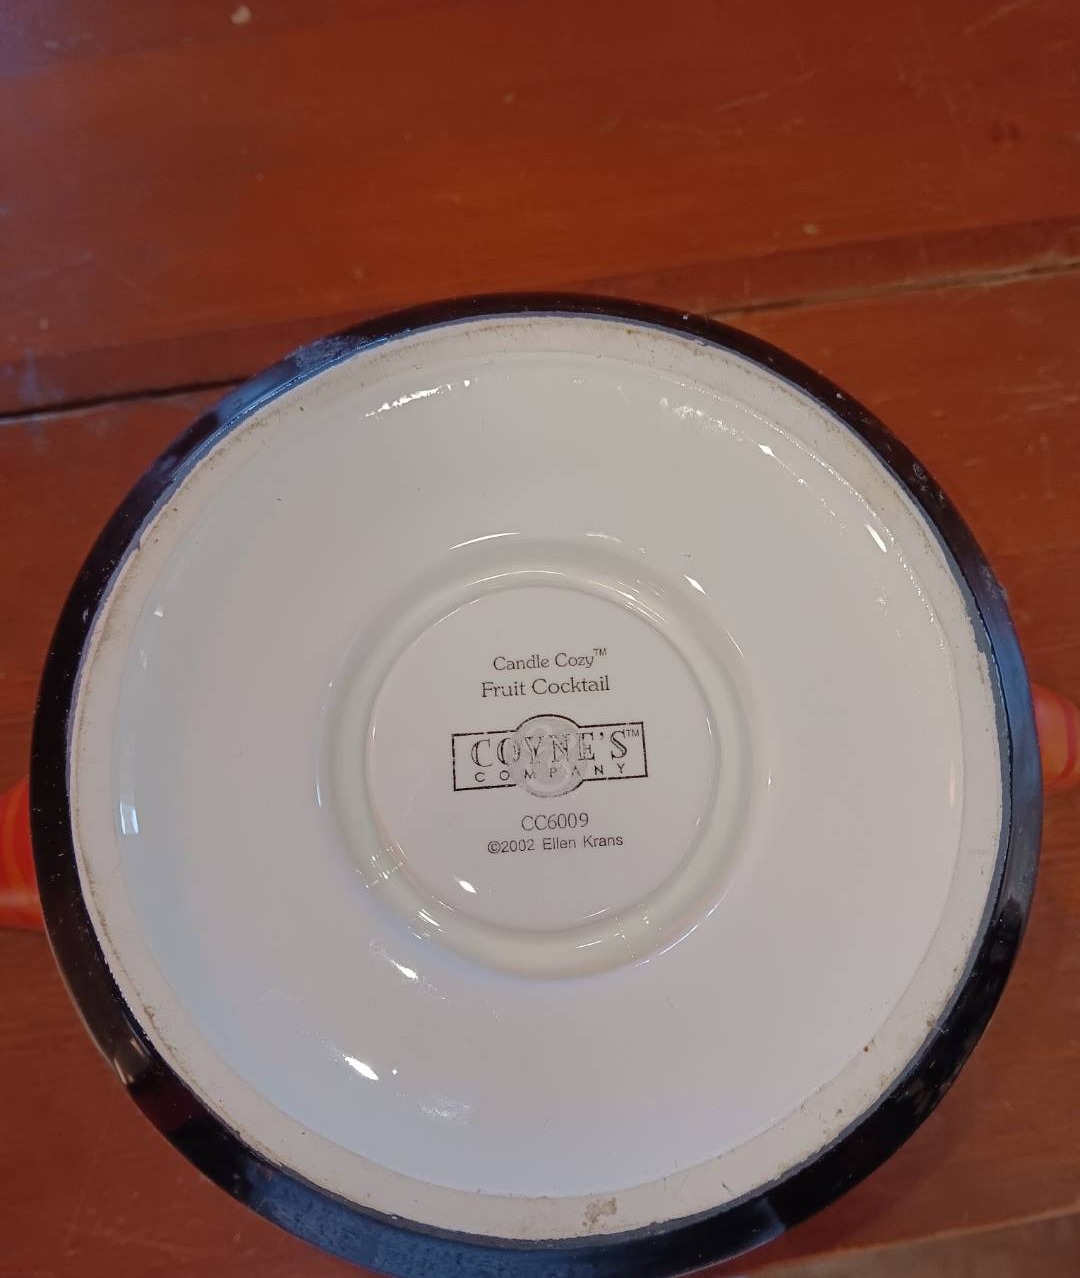 Candle Cozy™
Fruit Cocktail
COYNE'S™
COMPANY
CC6009
©2002 Ellen Krans